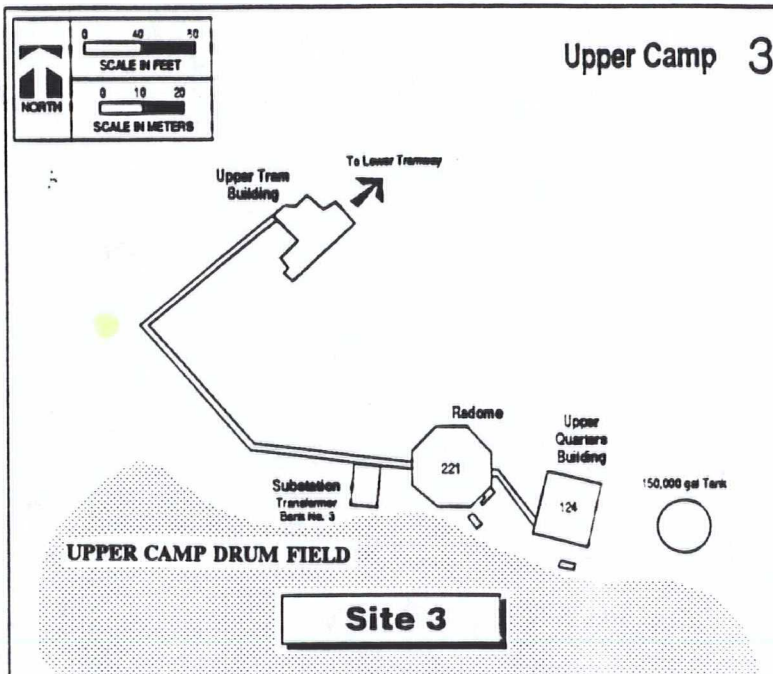 0 40 80
SCALE IN FEET
0 10 20
SCALE IN METERS
NORTH
Upper Camp 3
To Lower Tramway
Upper Tram
Building
Radome
221
Upper
Quarters
Building
124
150,000 gal Tank
Substation
Transformer
Bank No. 3
UPPER CAMP DRUM FIELD
Site 3